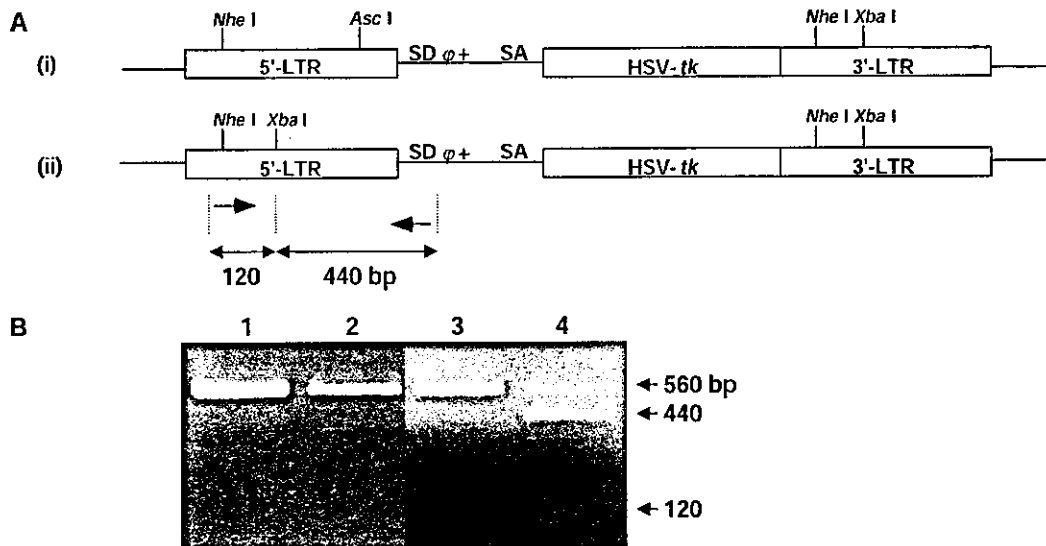 A
Nhe I Asc I Nhe I Xba I
(i) 5'-LTR SD φ+ SA HSV-tk 3'-LTR
Nhe I Xba I Nhe I Xba I
(ii) 5'-LTR SD φ+ SA HSV-tk 3'-LTR
120 440 bp
B 1 2 3 4
560 bp
440
120